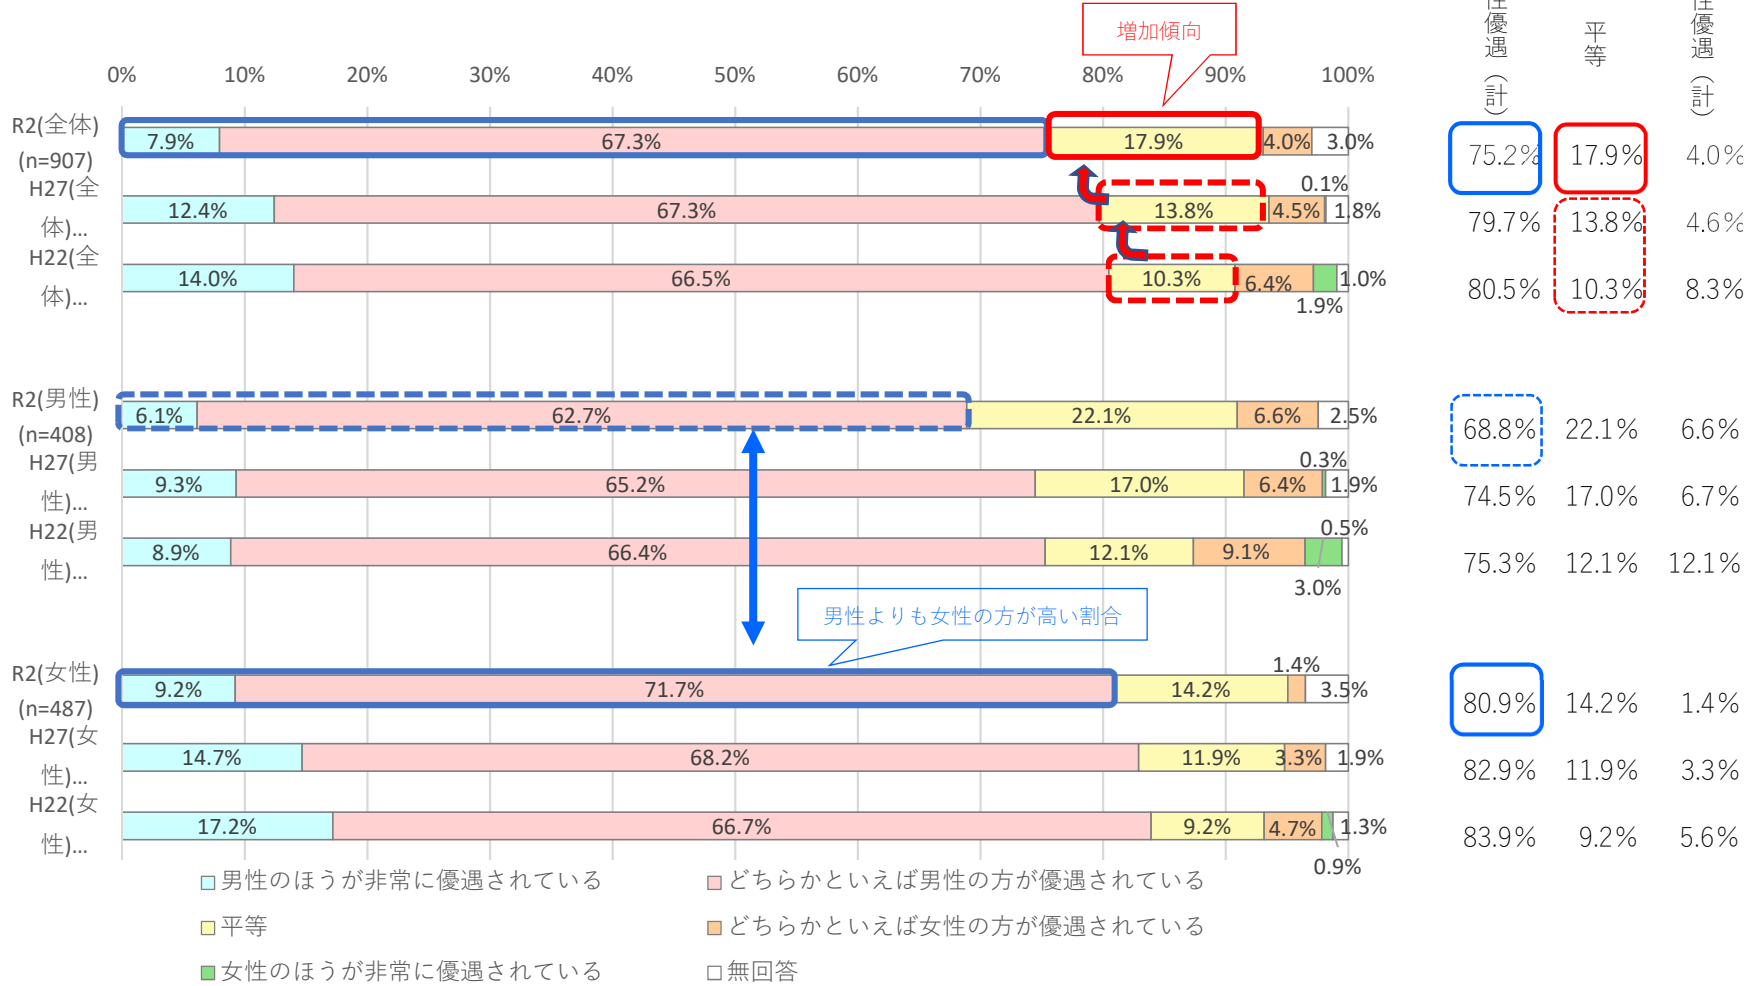 増加傾向
性優遇（計）
平等
性優遇（計）
0% 10% 20% 30% 40% 50% 60% 70% 80% 90% 100%
R2(全体)
(n=907)
7.9% 67.3% 17.9% 4.0% 3.0%
75.2% 17.9% 4.0%
H27(全
体)...
0.1%
12.4% 67.3% 13.8% 4.5% 1.8%
79.7% 13.8% 4.6%
H22(全
体)...
14.0% 66.5% 10.3% 6.4% 1.0%
1.9%
80.5% 10.3% 8.3%
R2(男性)
(n=408)
6.1% 62.7% 22.1% 6.6% 2.5%
68.8% 22.1% 6.6%
H27(男
性)...
0.3%
9.3% 65.2% 17.0% 6.4% 1.9%
74.5% 17.0% 6.7%
H22(男
性)...
0.5%
8.9% 66.4% 12.1% 9.1%
3.0%
75.3% 12.1% 12.1%
男性よりも女性の方が高い割合
R2(女性)
(n=487)
1.4%
9.2% 71.7% 14.2% 3.5%
80.9% 14.2% 1.4%
H27(女
性)...
14.7% 68.2% 11.9% 3.3% 1.9%
82.9% 11.9% 3.3%
H22(女
性)...
17.2% 66.7% 9.2% 4.7% 1.3%
0.9%
83.9% 9.2% 5.6%
男性のほうが非常に優遇されている
どちらかといえば男性の方が優遇されている
平等
どちらかといえば女性の方が優遇されている
女性のほうが非常に優遇されている
無回答